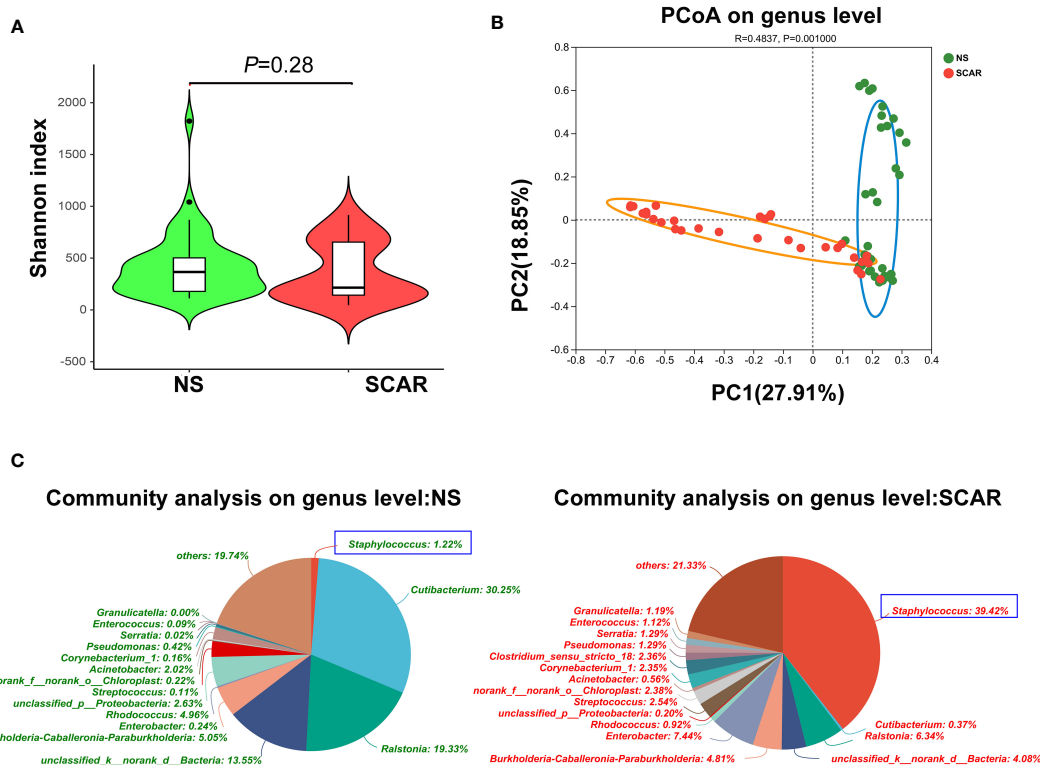 A
P=0.28
Shannon index
2000
1500
1000
500
0
-500
NS
SCAR
B
PCoA on genus level
R=0.4837, P=0.001000
NS
SCAR
PC2(18.85%)
0.8
0.6
0.4
0.2
0
-0.2
-0.4
-0.6
-0.8 -0.7 -0.6 -0.5 -0.4 -0.3 -0.2 -0.1 0 0.1 0.2 0.3 0.4
PC1(27.91%)
C
Community analysis on genus level:NS
Staphylococcus: 1.22%
others: 19.74%
Cutibacterium: 30.25%
Granulicatella: 0.00%
Enterococcus: 0.09%
Serratia: 0.02%
Pseudomonas: 0.42%
Corynebacterium_1: 0.16%
Acinetobacter: 2.02%
norank_f__norank_o__Chloroplast: 0.22%
Streptococcus: 0.11%
unclassified_p__Proteobacteria: 2.63%
Rhodococcus: 4.96%
Enterobacter: 0.24%
holderia-Caballeronia-Paraburkholderia: 5.05%
Ralstonia: 19.33%
unclassified_k__norank_d__Bacteria: 13.55%
Community analysis on genus level:SCAR
others: 21.33%
Staphylococcus: 39.42%
Granulicatella: 1.19%
Enterococcus: 1.12%
Serratia: 1.29%
Pseudomonas: 1.29%
Clostridium_sensu_stricto_18: 2.36%
Corynebacterium_1: 2.35%
Acinetobacter: 0.56%
norank_f__norank_o__Chloroplast: 2.38%
Streptococcus: 2.54%
unclassified_p__Proteobacteria: 0.20%
Rhodococcus: 0.92%
Enterobacter: 7.44%
Cutibacterium: 0.37%
Ralstonia: 6.34%
Burkholderia-Caballeronia-Paraburkholderia: 4.81%
unclassified_k__norank_d__Bacteria: 4.08%